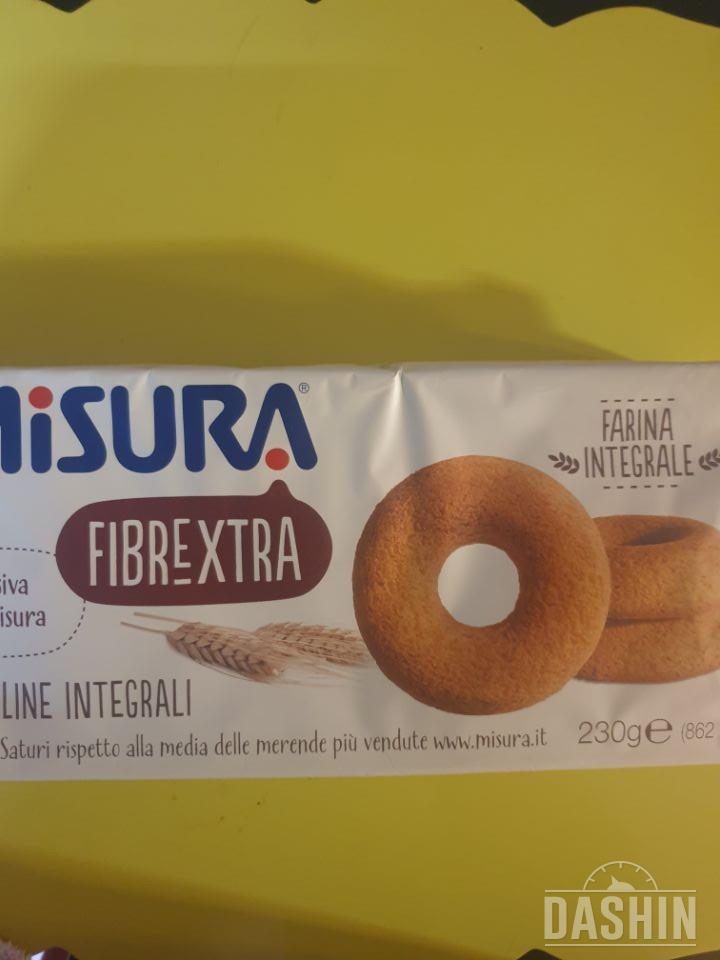 MiSURA®
FIBREXTRA
FARINA
INTEGRALE
isura
LINE INTEGRALI
Saturi rispetto alla media delle merende più vendute www.misura.it
230g e (862
DASHIN